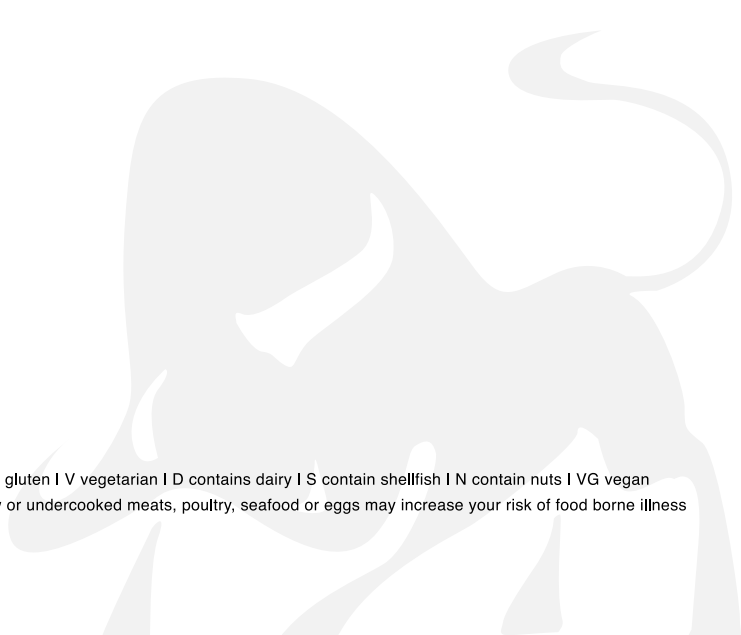 gluten I V vegetarian I D contains dairy I S contain shellfish I N contain nuts I VG vegan
or undercooked meats, poultry, seafood or eggs may increase your risk of food borne illness